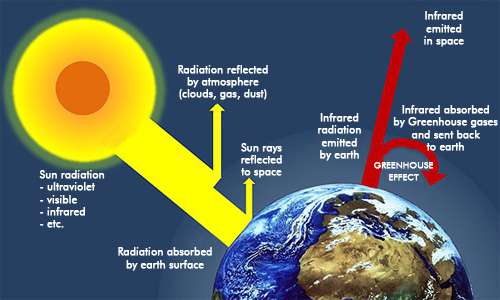 Infrared
emitted
in space
Radiation reflected
by atmosphere
(clouds, gas, dust)
Infrared
radiation
emitted
by earth
Infrared absorbed
by Greenhouse gases
and sent back
to earth
Sun rays
reflected
to space
GREENHOUSE
EFFECT
Sun radiation
- ultraviolet
- visible
- infrared
- etc.
Radiation absorbed
by earth surface